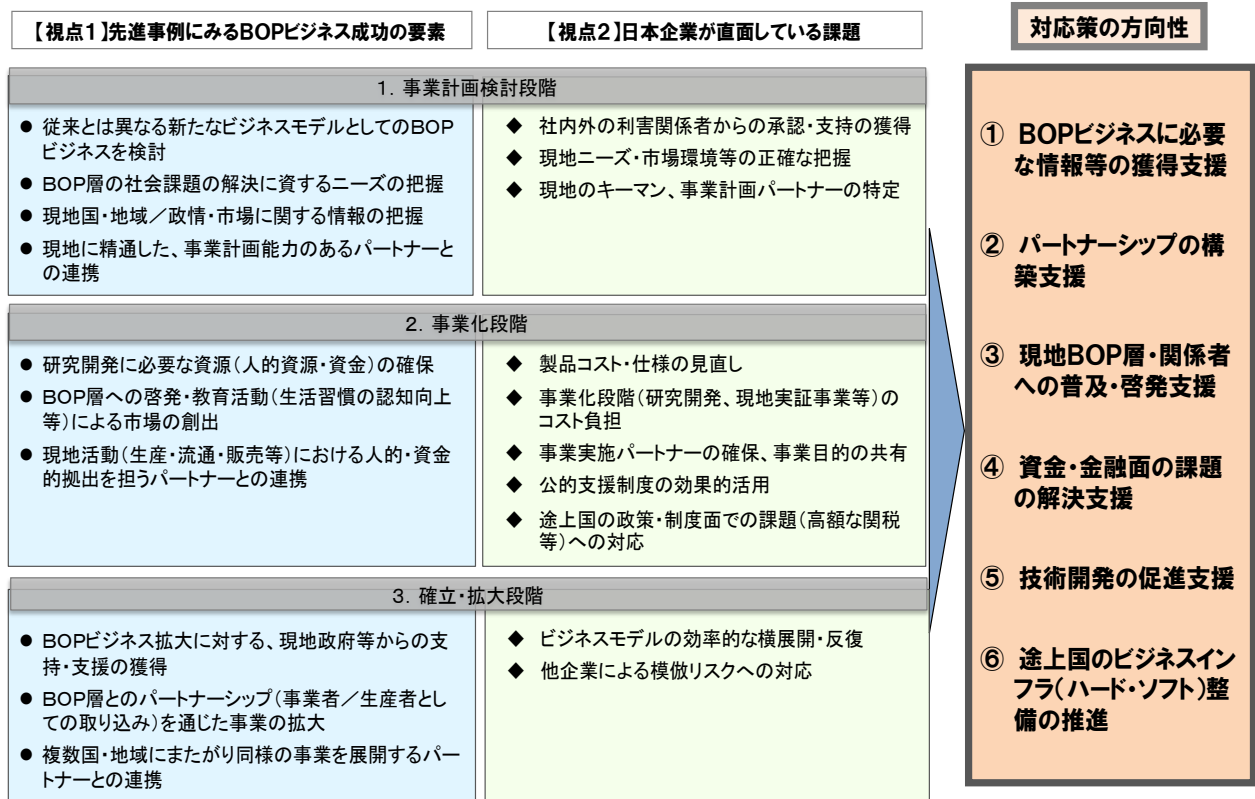 【視点1】先進事例にみるBOPビジネス成功の要素
【視点2】日本企業が直面している課題
対応策の方向性
1．事業計画検討段階
● 従来とは異なる新たなビジネスモデルとしてのBOP
ビジネスを検討
● BOP層の社会課題の解決に資するニーズの把握
● 現地国・地域／政情・市場に関する情報の把握
● 現地に精通した、事業計画能力のあるパートナーと
の連携
◆ 社内外の利害関係者からの承認・支持の獲得
◆ 現地ニーズ・市場環境等の正確な把握
◆ 現地のキーマン、事業計画パートナーの特定
2．事業化段階
● 研究開発に必要な資源（人的資源・資金）の確保
● BOP層への啓発・教育活動（生活習慣の認知向上
等）による市場の創出
● 現地活動（生産・流通・販売等）における人的・資金
的拠出を担うパートナーとの連携
◆ 製品コスト・仕様の見直し
◆ 事業化段階（研究開発、現地実証事業等）の
コスト負担
◆ 事業実施パートナーの確保、事業目的の共有
◆ 公的支援制度の効果的活用
◆ 途上国の政策・制度面での課題（高額な関税
等）への対応
3．確立・拡大段階
● BOPビジネス拡大に対する、現地政府等からの支
持・支援の獲得
● BOP層とのパートナーシップ（事業者／生産者とし
ての取り込み）を通じた事業の拡大
● 複数国・地域にまたがり同様の事業を展開するパー
トナーとの連携
◆ ビジネスモデルの効率的な横展開・反復
◆ 他企業による模倣リスクへの対応
① BOPビジネスに必要
な情報等の獲得支援
② パートナーシップの構
築支援
③ 現地BOP層・関係者
への普及・啓発支援
④ 資金・金融面の課題
の解決支援
⑤ 技術開発の促進支援
⑥ 途上国のビジネスイン
フラ（ハード・ソフト）整
備の推進